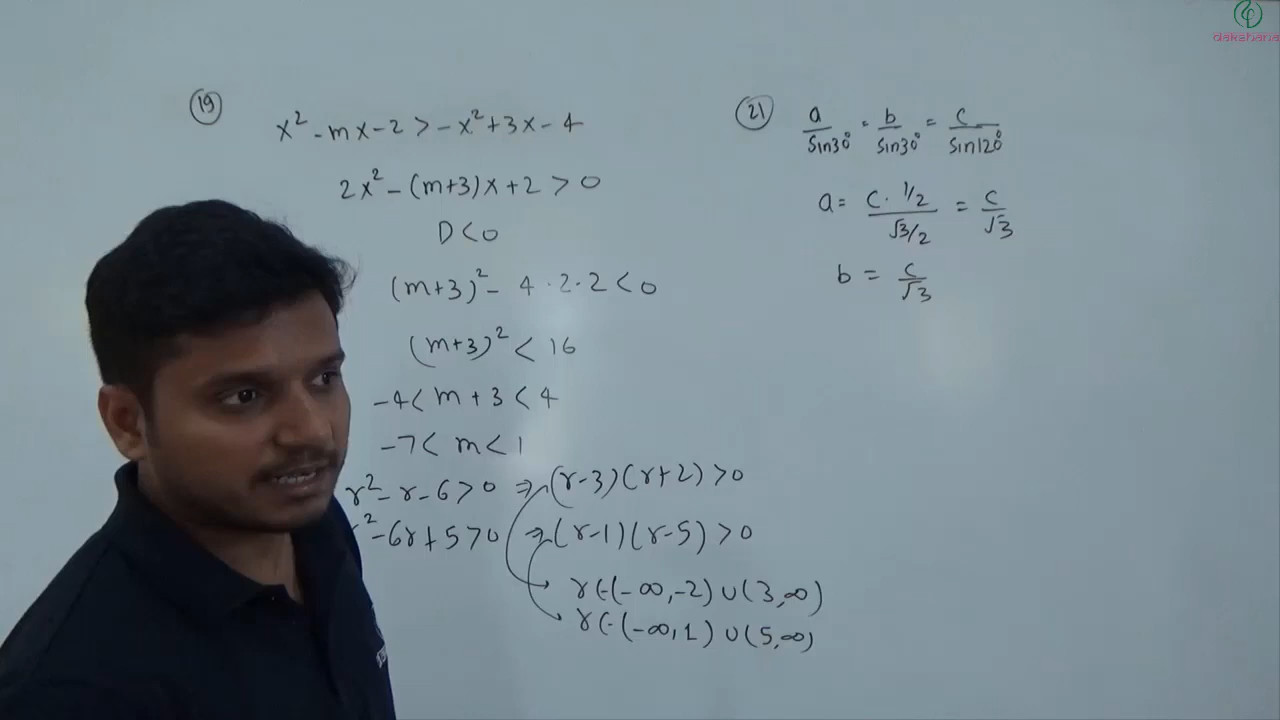 dakshana
(19)
x² - mx - 2 > -x² + 3x - 4
2x² - (m+3)x + 2 > 0
D < 0
(m+3)² - 4 · 2 · 2 < 0
(m+3)² < 16
-4 < m + 3 < 4
-7 < m < 1
r² - r - 6 > 0 ⇒ (r-3)(r+2) > 0
² - 6r + 5 > 0 ⇒ (r-1)(r-5) > 0
r ∈ (-∞, -2) ∪ (3, ∞)
r ∈ (-∞, 1) ∪ (5, ∞)
(21)
a/sin30° = b/sin30° = c/sin120°
a = (c · 1/2)/(√3/2) = c/√3
b = c/√3